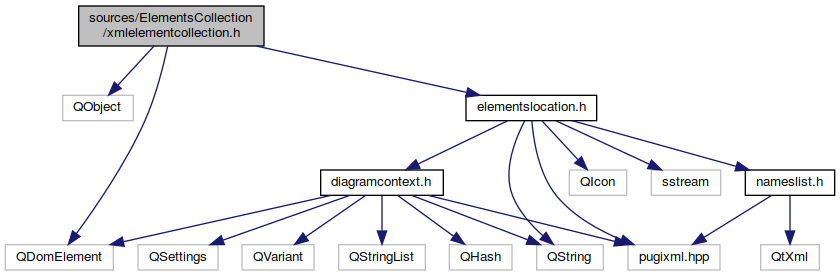 sources/ElementsCollection
/xmlelementcollection.h
QObject
elementslocation.h
diagramcontext.h
QIcon
sstream
nameslist.h
QDomElement
QSettings
QVariant
QStringList
QHash
QString
pugixml.hpp
QtXml